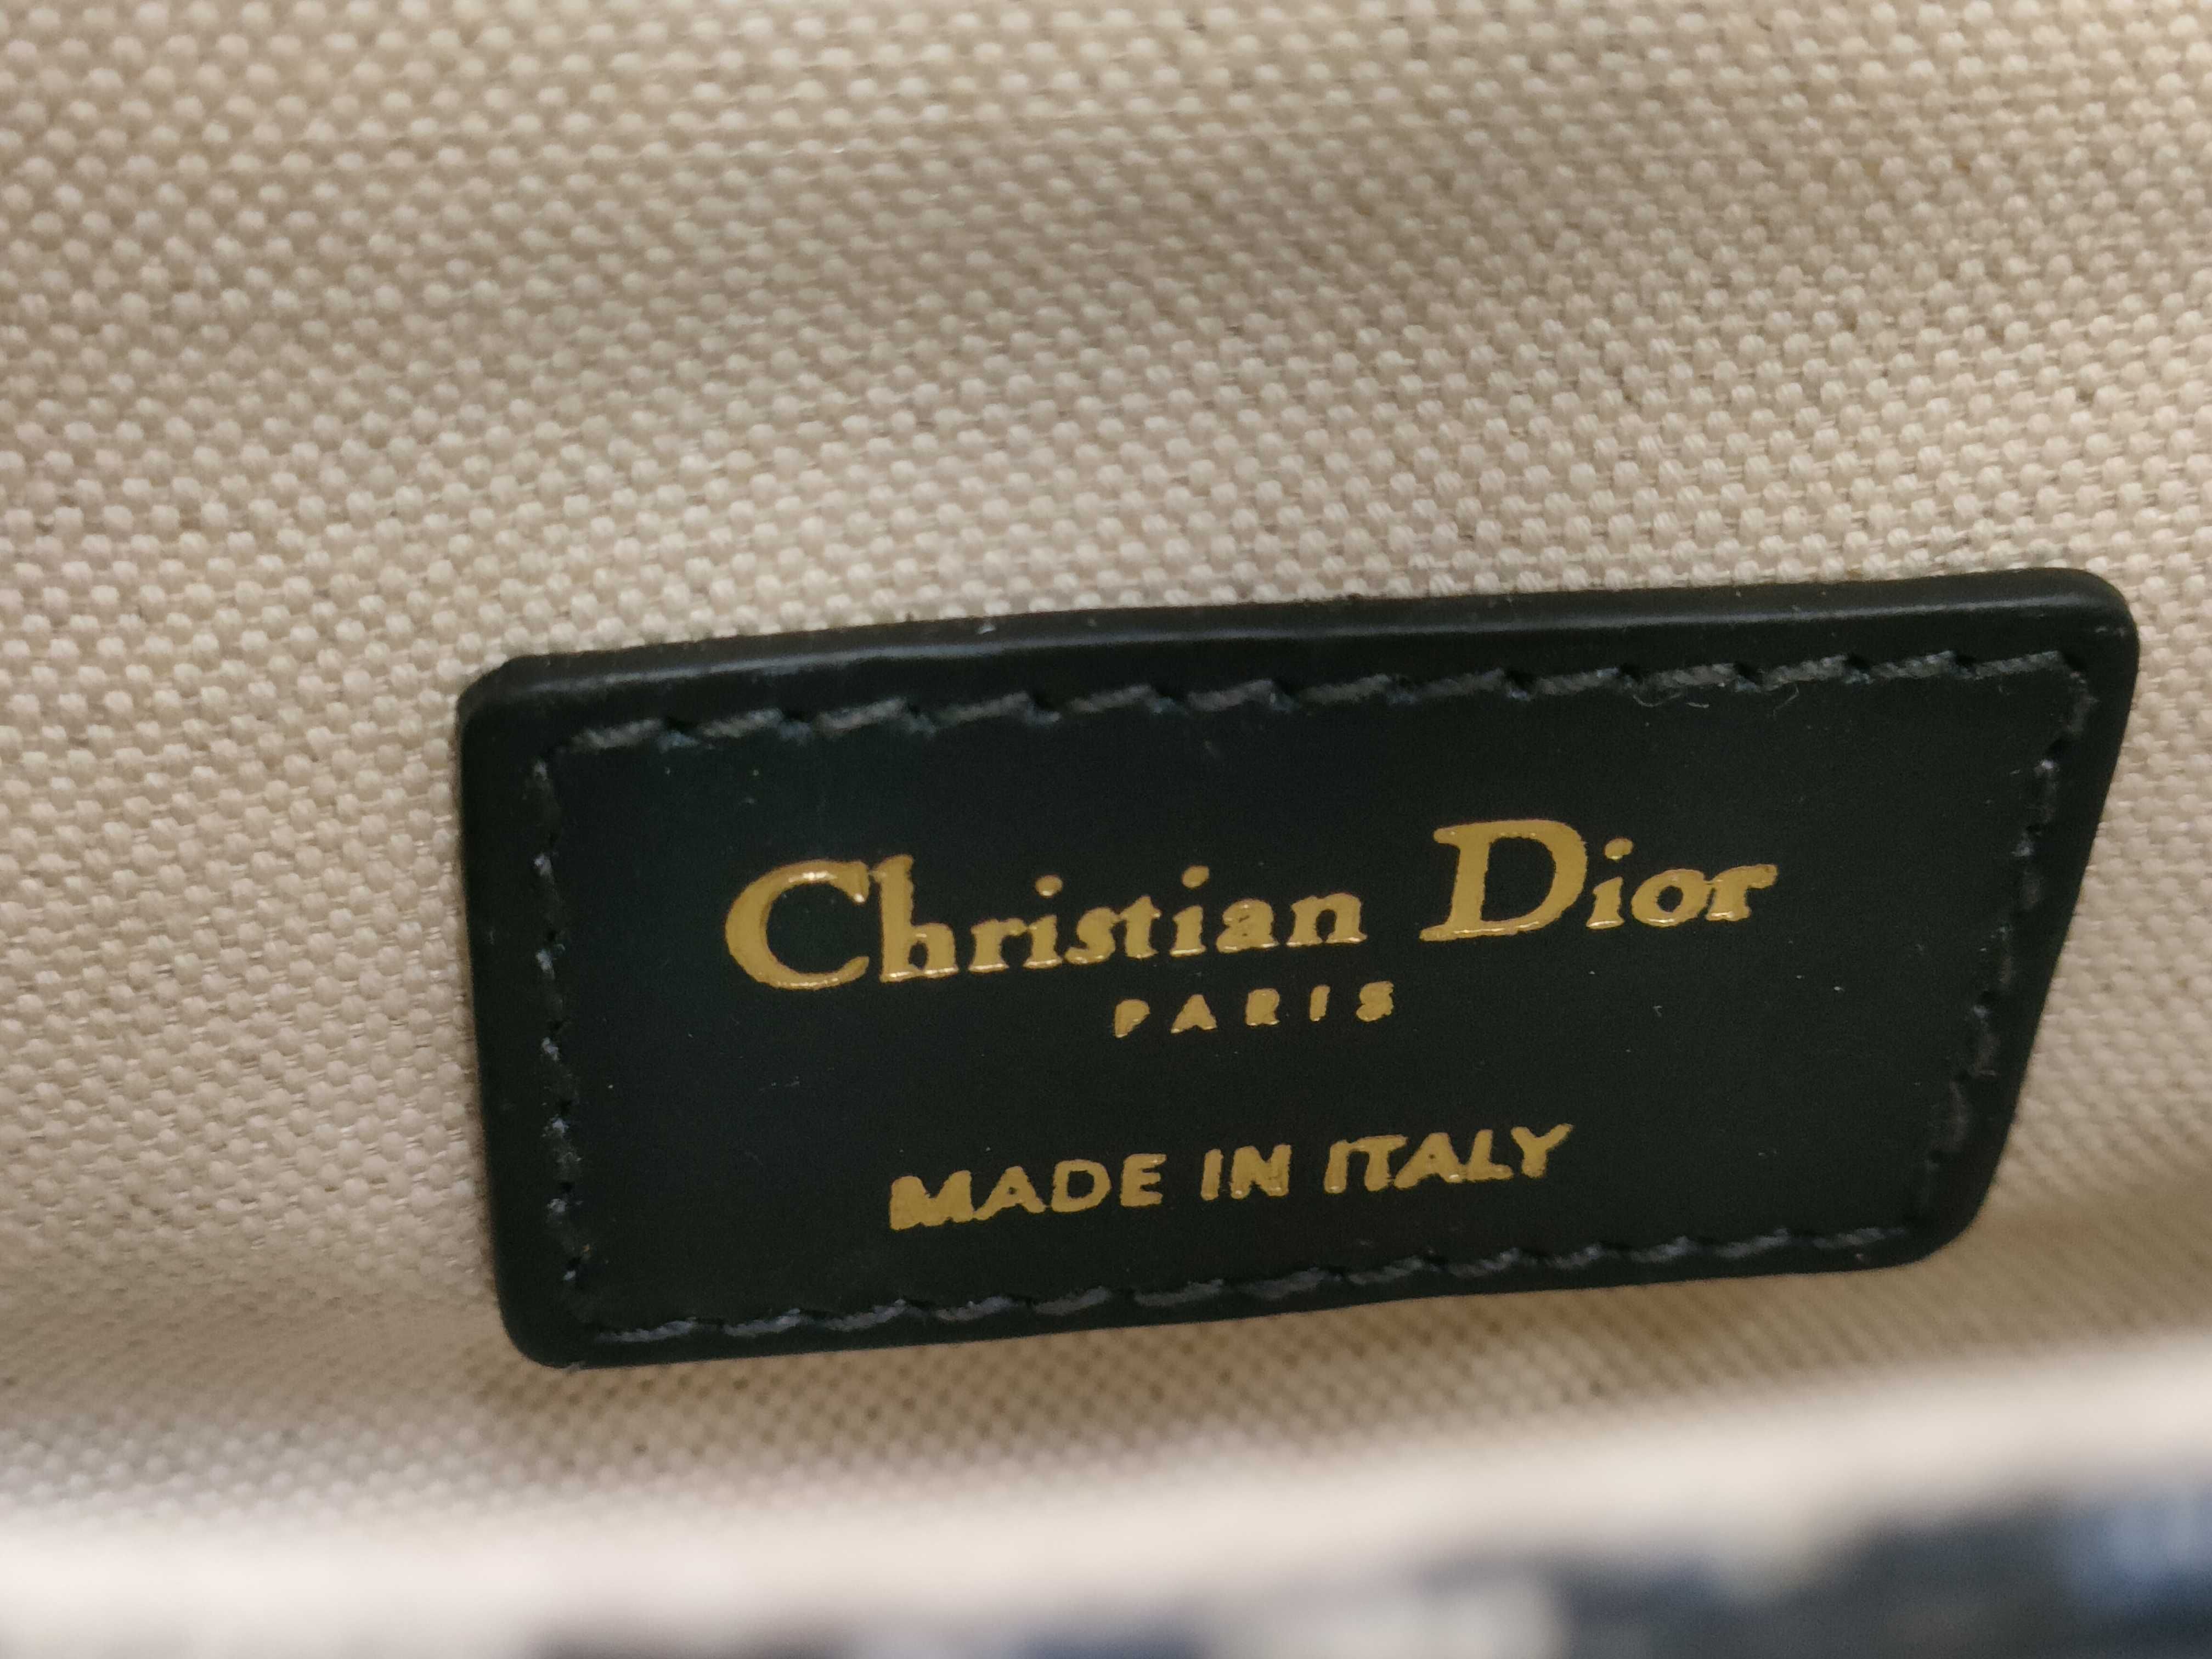 Christian Dior
PARIS
MADE IN ITALY